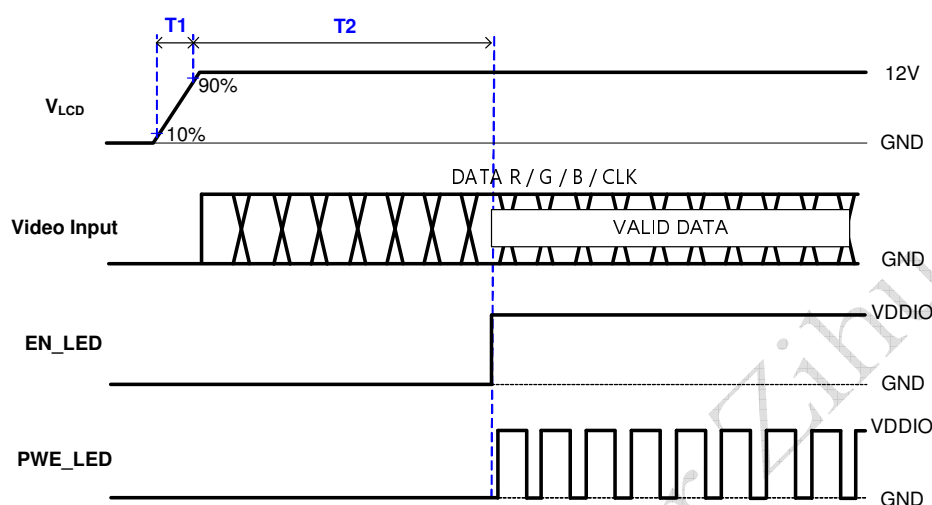 T1
T2
12V
90%
VLCD
10%
GND
DATA R / G / B / CLK
Video Input
VALID DATA
GND
VDDIO
EN_LED
GND
VDDIO
PWE_LED
GND